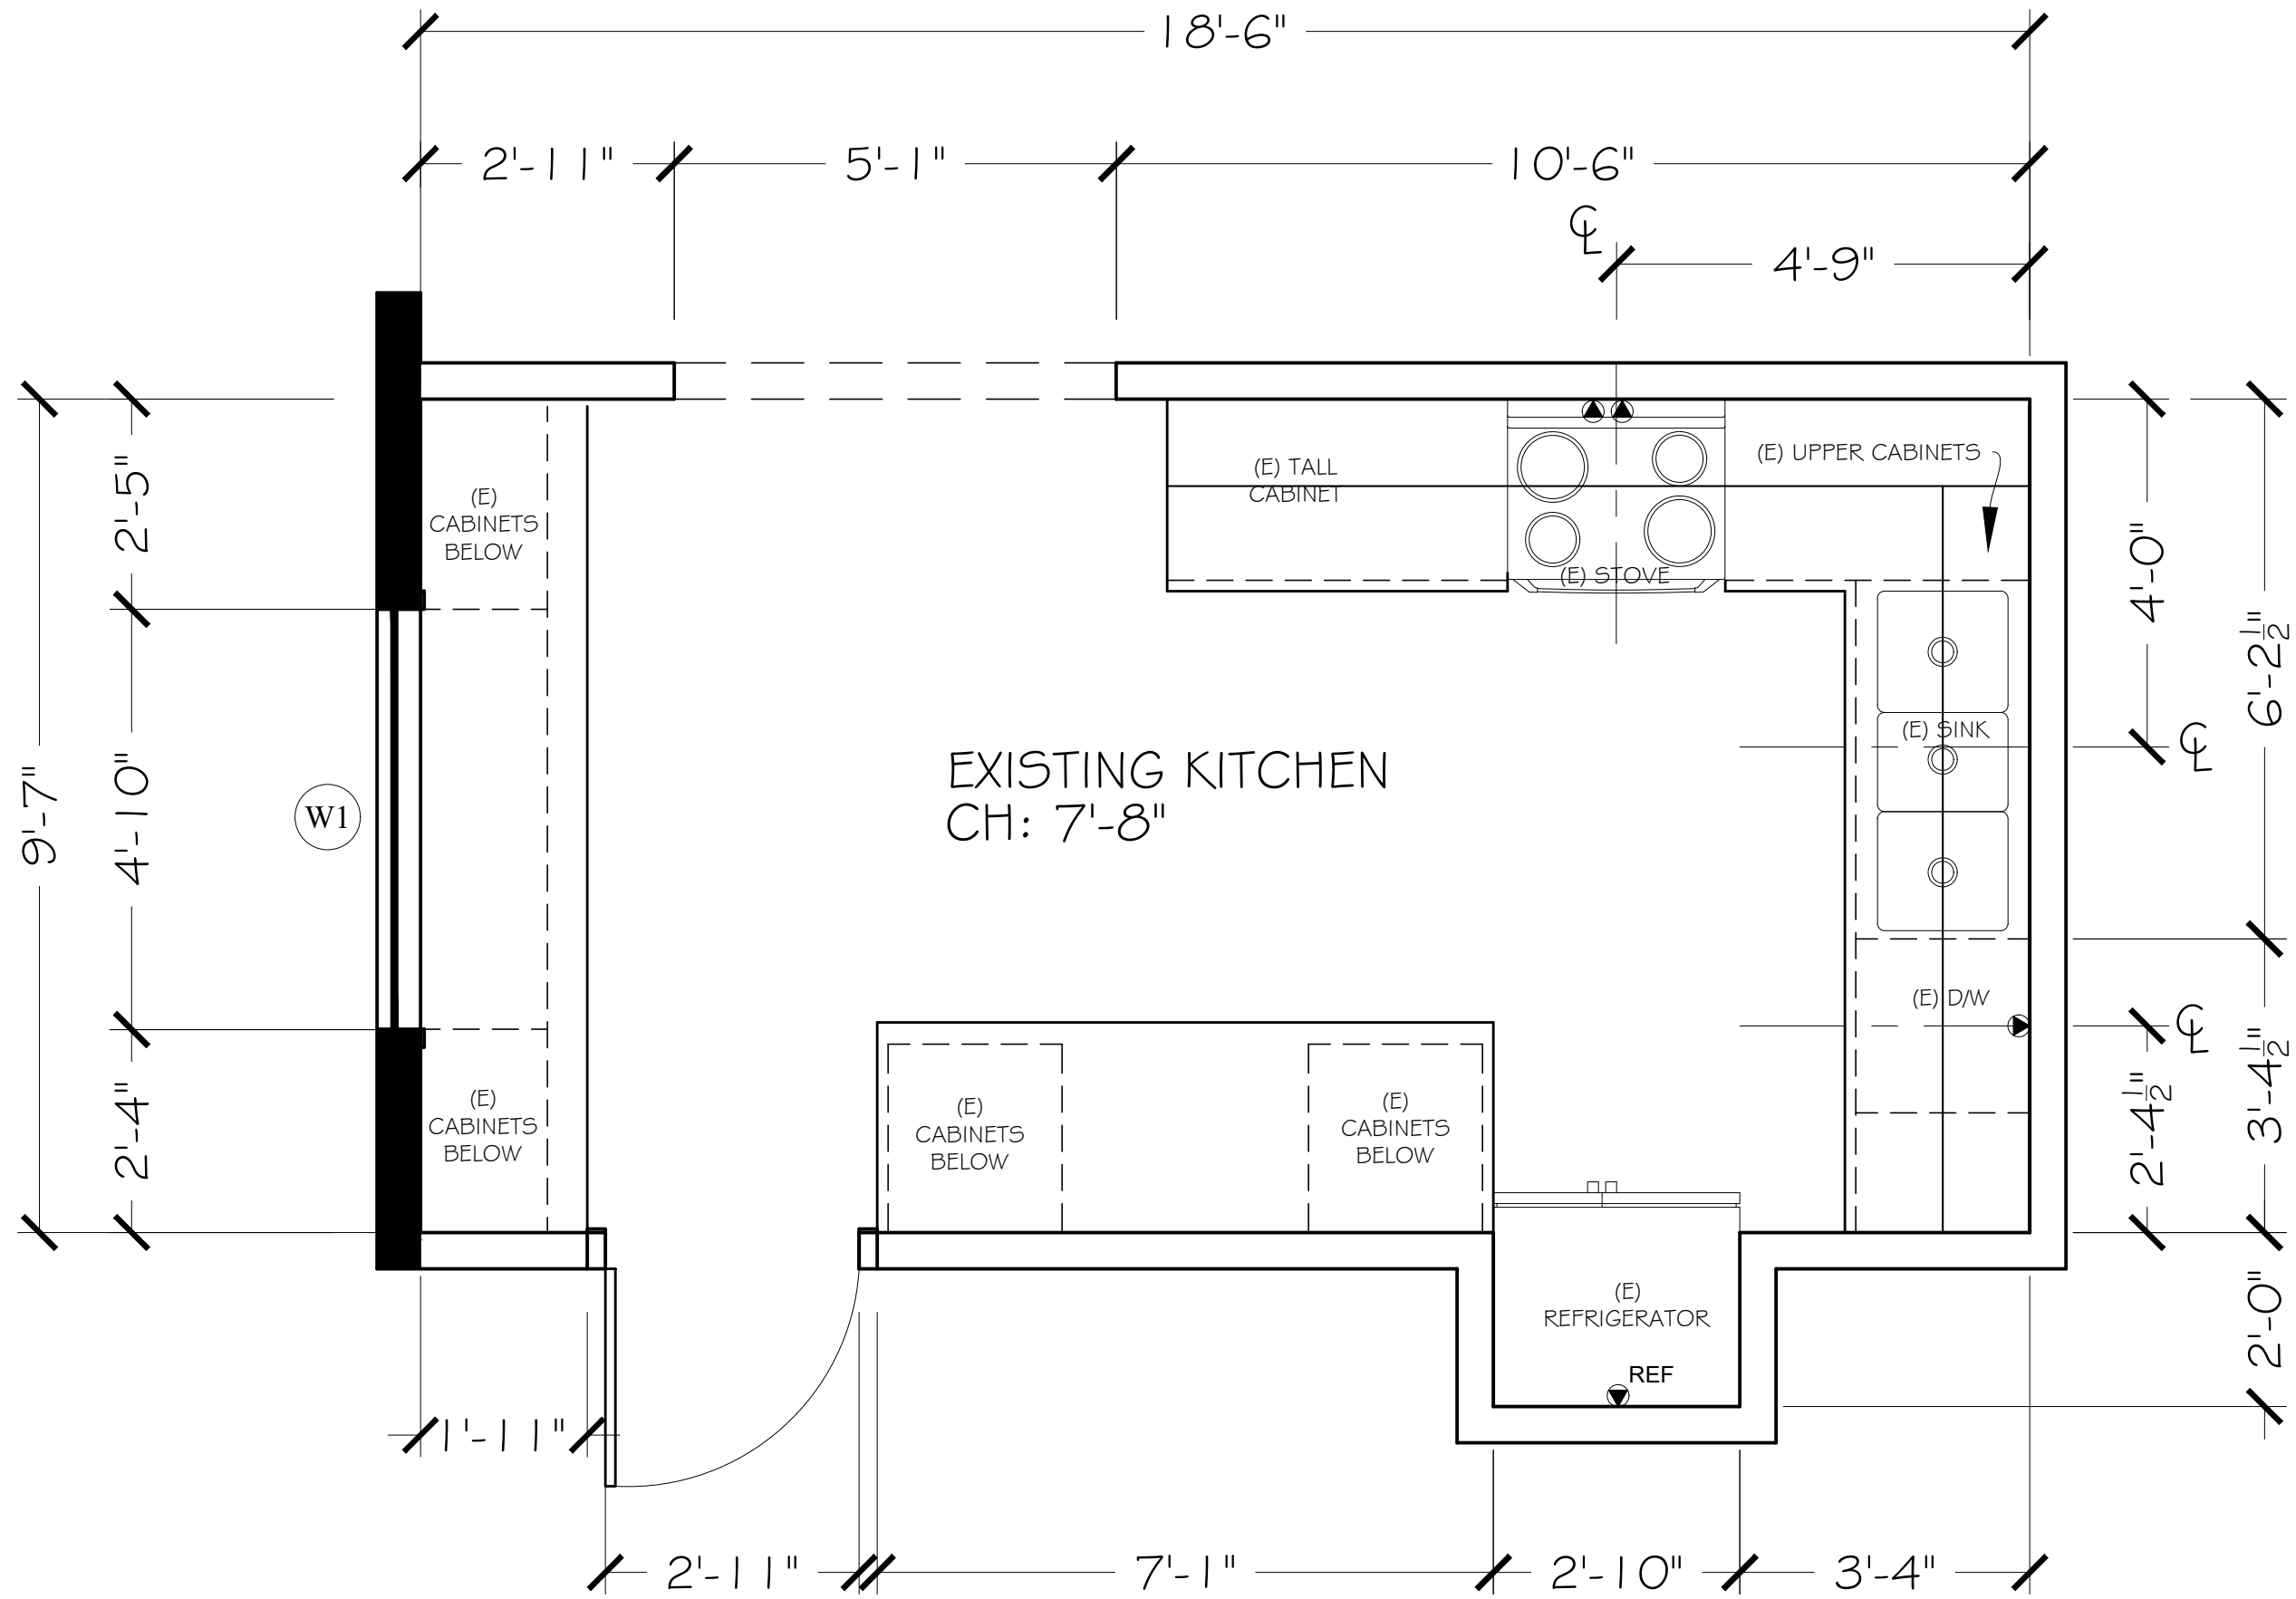 18'-6"
2'-11"
5'-1"
10'-6"
℄
4'-9"
(E) TALL
CABINET
(E) UPPER CABINETS
(E)
CABINETS
BELOW
(E) STOVE
2'-5"
4'-0"
6'-2 1/2"
(E) SINK
℄
EXISTING KITCHEN
CH: 7'-8"
W1
9'-7"
4'-10"
(E) D/W
℄
2'-4"
(E)
CABINETS
BELOW
(E)
CABINETS
BELOW
(E)
CABINETS
BELOW
2'-4 1/2"
3'-4 1/2"
(E)
REFRIGERATOR
REF
2'-0"
1'-11"
2'-11"
7'-1"
2'-10"
3'-4"